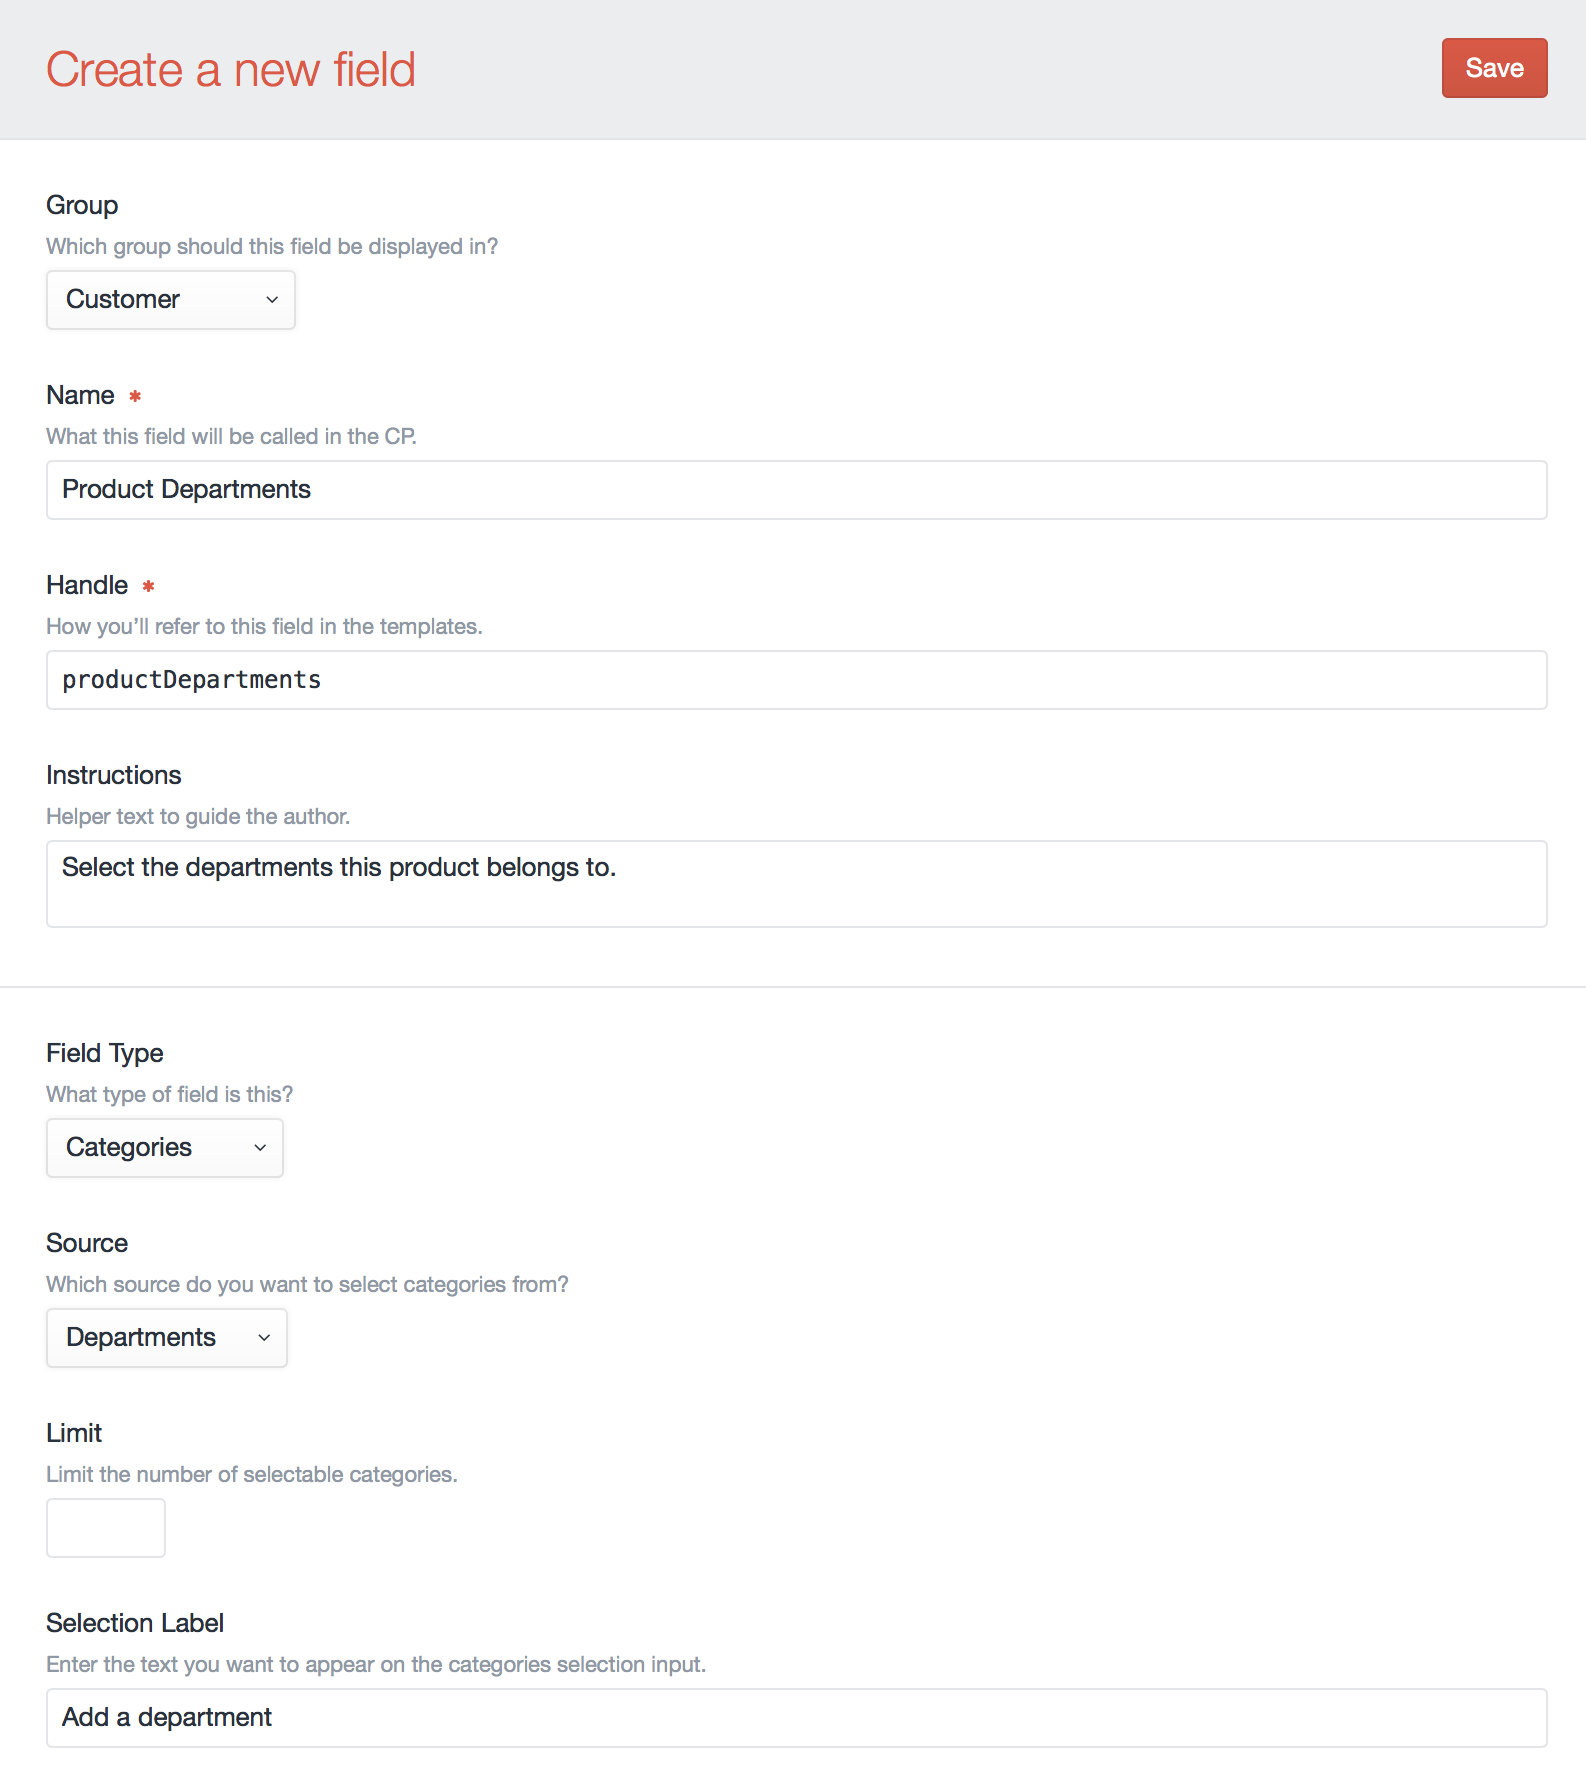 Create a new field
Save
Group
Which group should this field be displayed in?
Customer
Name *
What this field will be called in the CP.
Product Departments
Handle *
How you’ll refer to this field in the templates.
productDepartments
Instructions
Helper text to guide the author.
Select the departments this product belongs to.
Field Type
What type of field is this?
Categories
Source
Which source do you want to select categories from?
Departments
Limit
Limit the number of selectable categories.
Selection Label
Enter the text you want to appear on the categories selection input.
Add a department